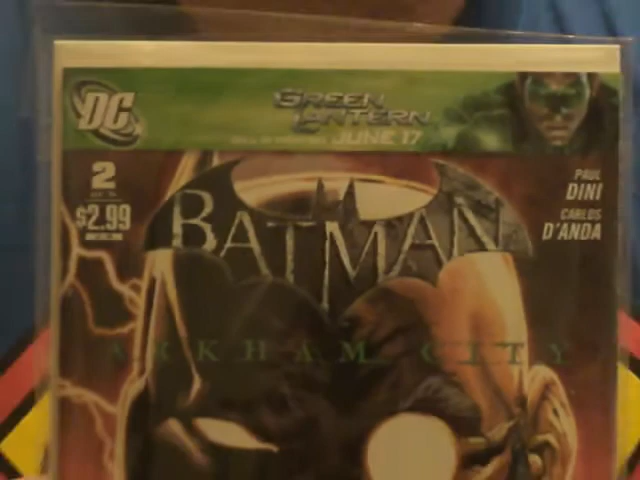 DC
GREEN
LANTERN
JUNE 17
2
$2.99
PAUL
DINI
CARLOS
D'ANDA
BATMAN
ARKHAM CITY